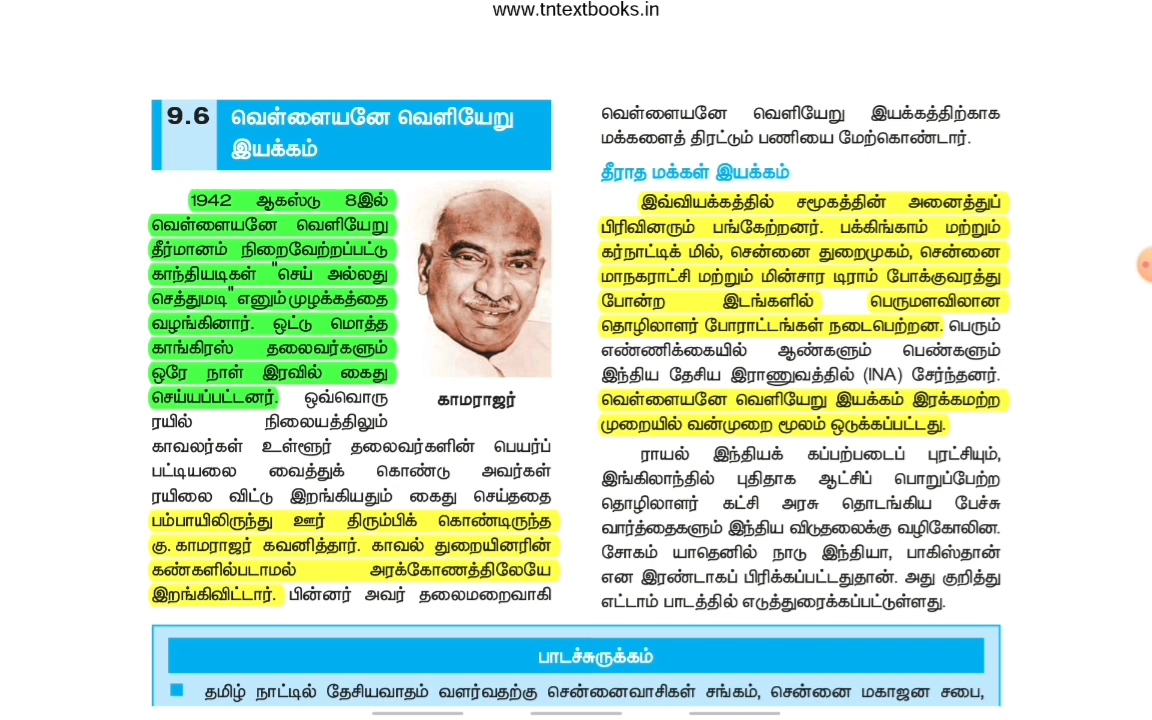 www.tntextbooks.in
9.6 வெள்ளையனே வெளியேறு
இயக்கம்
1942 ஆகஸ்டு 8இல்
வெள்ளையனே வெளியேறு
தீர்மானம் நிறைவேற்றப்பட்டு
காந்தியடிகள் "செய் அல்லது
செத்துமடி" எனும் முழக்கத்தை
வழங்கினார். ஒட்டு மொத்த
காங்கிரஸ் தலைவர்களும்
ஒரே நாள் இரவில் கைது
செய்யப்பட்டனர். ஒவ்வொரு
ரயில் நிலையத்திலும்
காவலர்கள் உள்ளூர் தலைவர்களின் பெயர்ப்
பட்டியலை வைத்துக் கொண்டு அவர்கள்
ரயிலை விட்டு இறங்கியதும் கைது செய்ததை
பம்பாயிலிருந்து ஊர் திரும்பிக் கொண்டிருந்த
கு. காமராஜர் கவனித்தார். காவல் துறையினரின்
கண்களில்படாமல் அரக்கோணத்திலேயே
இறங்கிவிட்டார். பின்னர் அவர் தலைமறைவாகி
காமராஜர்
வெள்ளையனே வெளியேறு இயக்கத்திற்காக
மக்களைத் திரட்டும் பணியை மேற்கொண்டார்.
தீராத மக்கள் இயக்கம்
இவ்வியக்கத்தில் சமூகத்தின் அனைத்துப்
பிரிவினரும் பங்கேற்றனர். பக்கிங்காம் மற்றும்
கர்நாட்டிக் மில், சென்னை துறைமுகம், சென்னை
மாநகராட்சி மற்றும் மின்சார டிராம் போக்குவரத்து
போன்ற இடங்களில் பெருமளவிலான
தொழிலாளர் போராட்டங்கள் நடைபெற்றன. பெரும்
எண்ணிக்கையில் ஆண்களும் பெண்களும்
இந்திய தேசிய இராணுவத்தில் (INA) சேர்ந்தனர்.
வெள்ளையனே வெளியேறு இயக்கம் இரக்கமற்ற
முறையில் வன்முறை மூலம் ஒடுக்கப்பட்டது.
ராயல் இந்தியக் கப்பற்படைப் புரட்சியும்,
இங்கிலாந்தில் புதிதாக ஆட்சிப் பொறுப்பேற்ற
தொழிலாளர் கட்சி அரசு தொடங்கிய பேச்சு
வார்த்தைகளும் இந்திய விடுதலைக்கு வழிகோலின.
சோகம் யாதெனில் நாடு இந்தியா, பாகிஸ்தான்
என இரண்டாகப் பிரிக்கப்பட்டதுதான். அது குறித்து
எட்டாம் பாடத்தில் எடுத்துரைக்கப்பட்டுள்ளது.
பாடச்சுருக்கம்
தமிழ் நாட்டில் தேசியவாதம் வளர்வதற்கு சென்னைவாசிகள் சங்கம், சென்னை மகாஜன சபை,